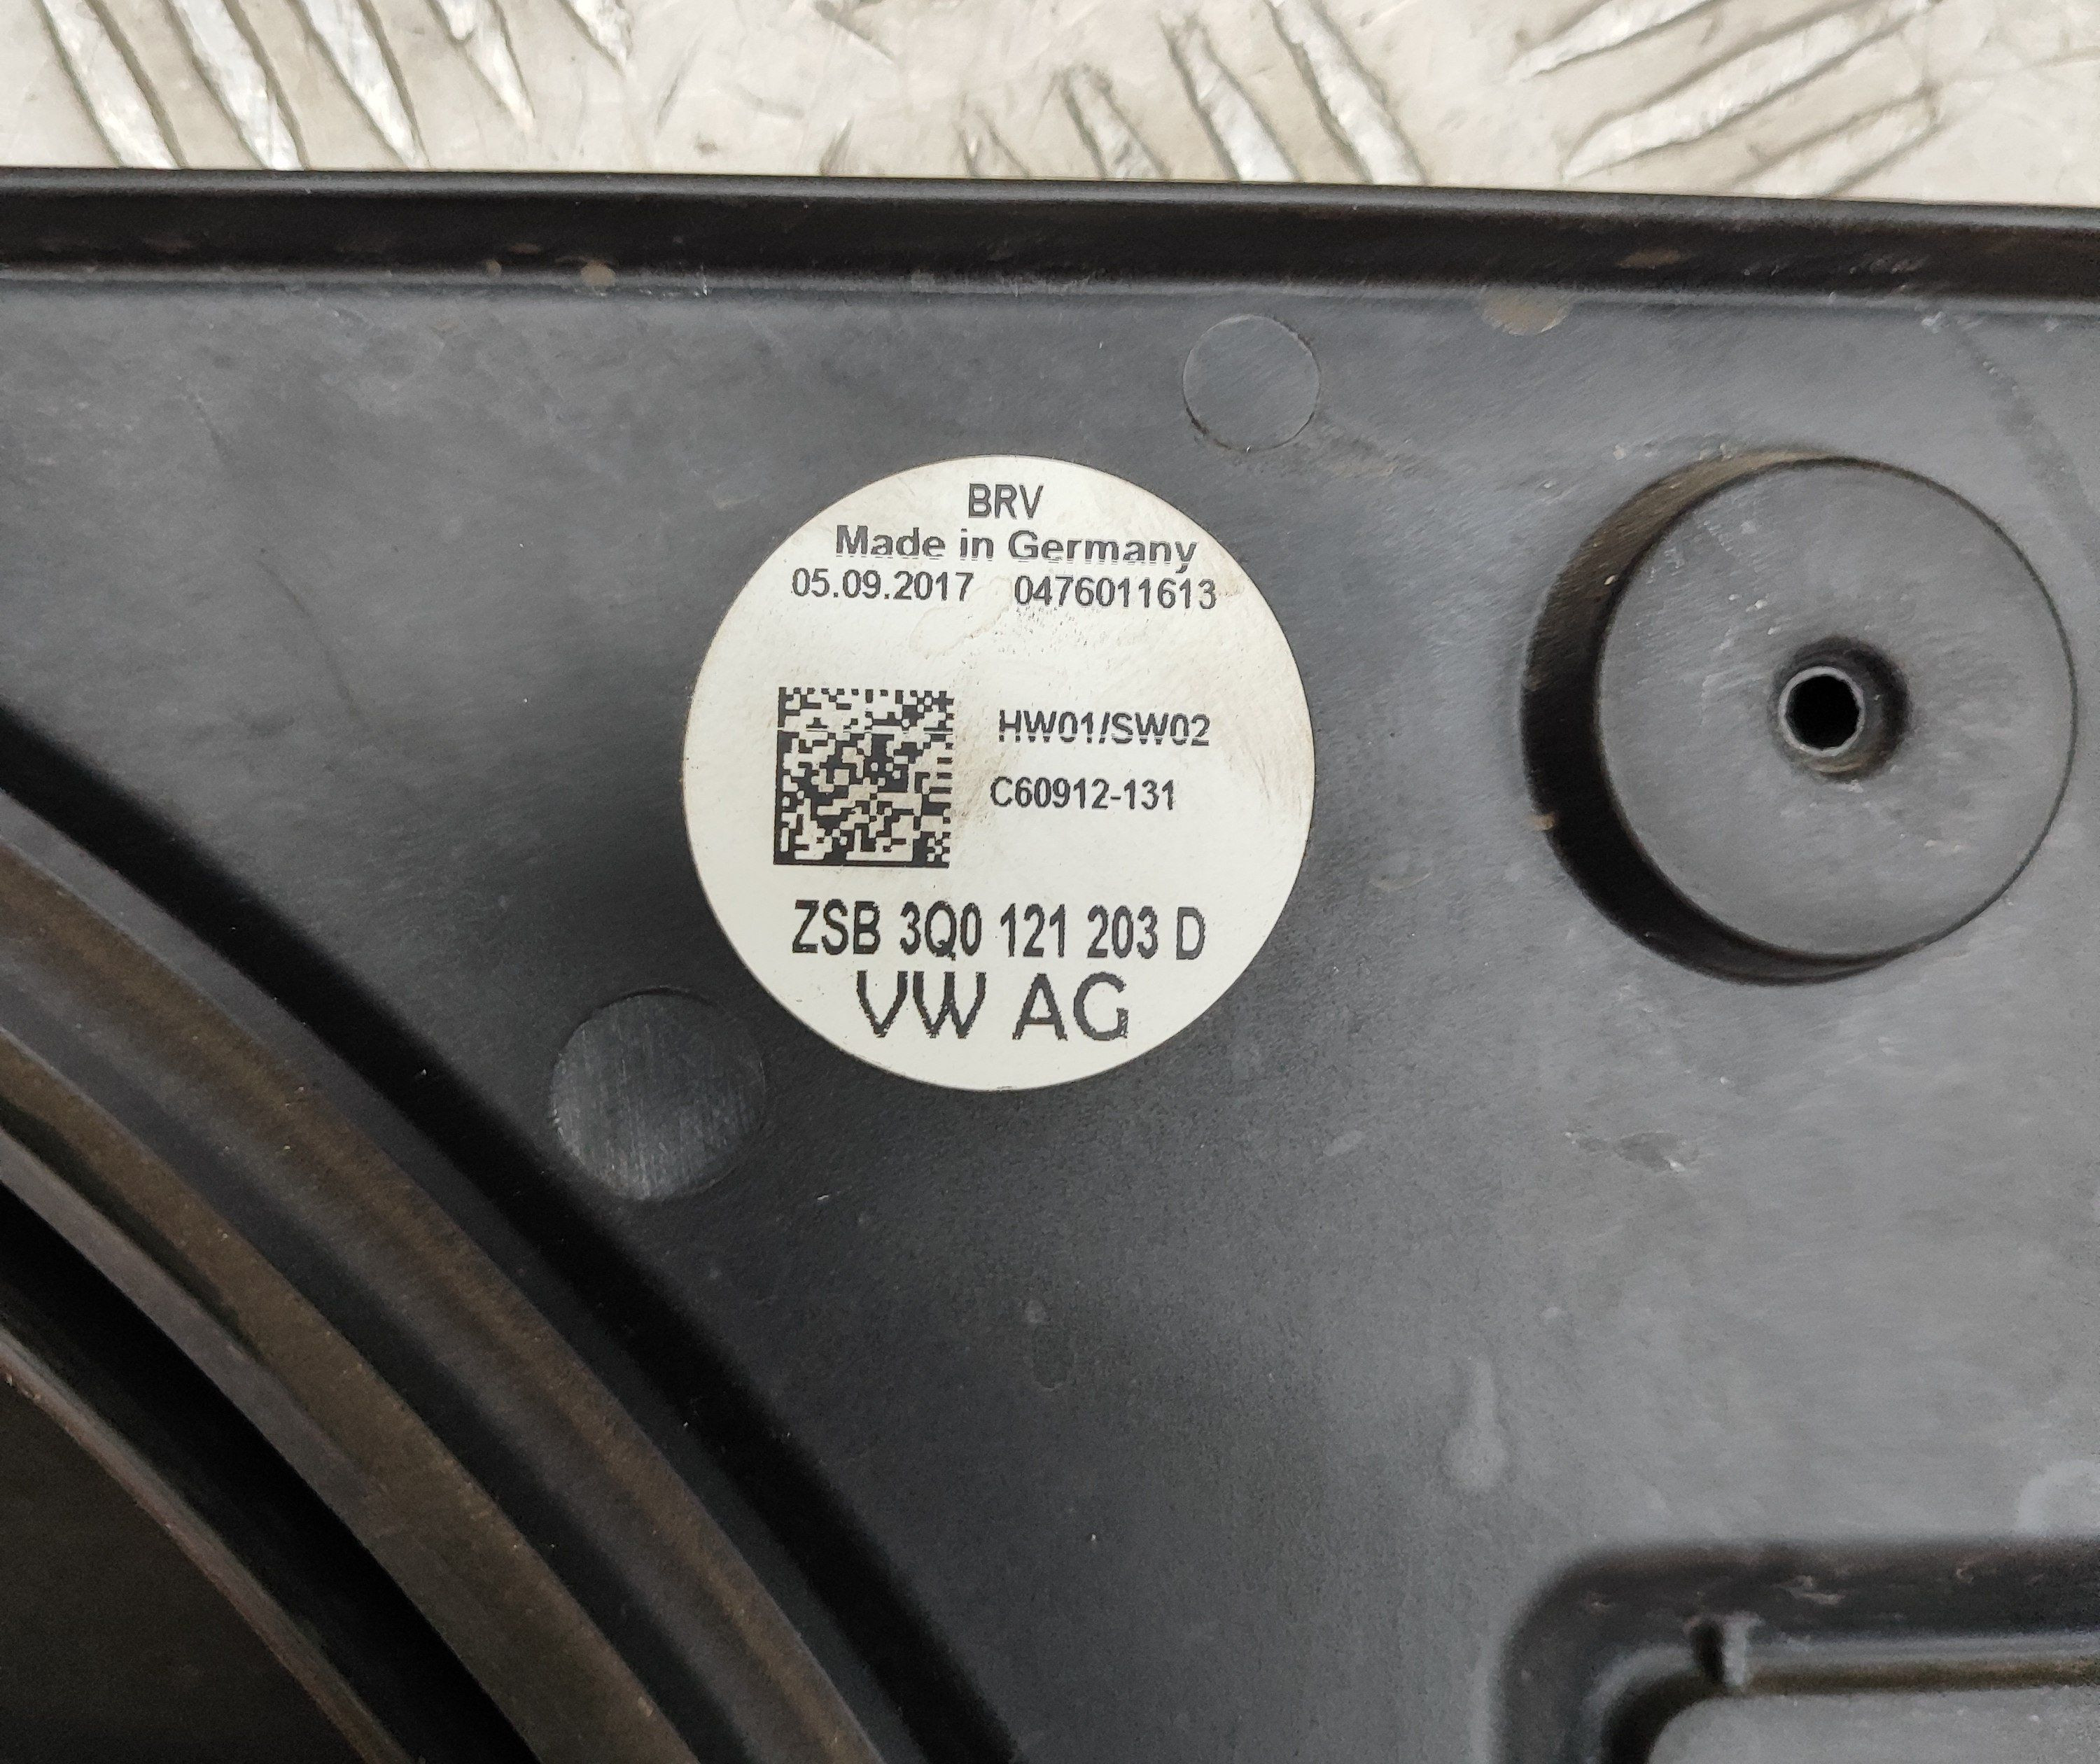 BRV
Made in Germany
05.09.2017 0476011613
HW01/SW02
C60912-131
ZSB 3Q0 121 203 D
VW AG